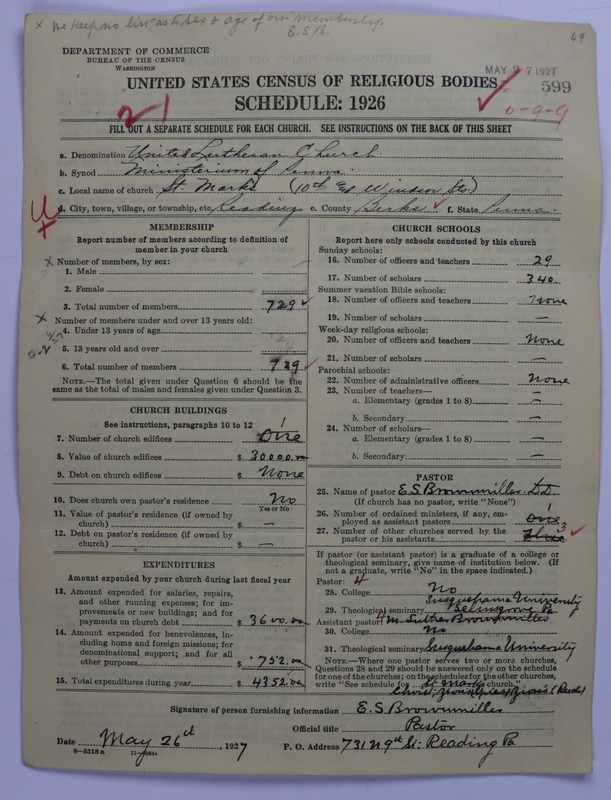 x We keep no list as to sex & age of our membership
E.S.B.
69
DEPARTMENT OF COMMERCE
BUREAU OF THE CENSUS
WASHINGTON
MAY 27 1927
UNITED STATES CENSUS OF RELIGIOUS BODIES
599
SCHEDULE: 1926
0-9-9
FILL OUT A SEPARATE SCHEDULE FOR EACH CHURCH. SEE INSTRUCTIONS ON THE BACK OF THIS SHEET
a. Denomination United Lutheran Church
b. Synod Ministerium of Penna.
c. Local name of church St. Marks (10th and Windsor Sts.)
d. City, town, village, or township, etc. Reading e. County Berks f. State Penna.
MEMBERSHIP
Report number of members according to definition of
member in your church
x Number of members, by sex:
1. Male
2. Female
3. Total number of members 729
x Number of members under and over 13 years old:
4. Under 13 years of age
5. 13 years old and over
6. Total number of members 729
NOTE.—The total given under Question 6 should be the
same as the total of males and females given under Question 3.
CHURCH BUILDINGS
See instructions, paragraphs 10 to 12
7. Number of church edifices One 1
8. Value of church edifices $ 30000.00
9. Debt on church edifices $ None
10. Does church own pastor's residence No
Yes or No
11. Value of pastor's residence (if owned by
church) $ —
12. Debt on pastor's residence (if owned by
church) $ —
EXPENDITURES
Amount expended by your church during last fiscal year
13. Amount expended for salaries, repairs,
and other running expenses; for im-
provements or new buildings; and for
payments on church debt $ 3600.00
14. Amount expended for benevolences, in-
cluding home and foreign missions; for
denominational support; and for all
other purposes $ 752.00
15. Total expenditures during year $ 4352.00
CHURCH SCHOOLS
Report here only schools conducted by this church
Sunday schools:
16. Number of officers and teachers 29
17. Number of scholars 340
Summer vacation Bible schools:
18. Number of officers and teachers None
19. Number of scholars —
Week-day religious schools:
20. Number of officers and teachers None
21. Number of scholars —
Parochial schools:
22. Number of administrative officers None
23. Number of teachers—
a. Elementary (grades 1 to 8) —
b. Secondary —
24. Number of scholars—
a. Elementary (grades 1 to 8) —
b. Secondary —
PASTOR
25. Name of pastor E.S. Brownmiller
(If church has no pastor, write "None")
26. Number of ordained ministers, if any, em-
ployed as assistant pastors One 1
27. Number of other churches served by the
pastor or his assistants Three 3
If pastor (or assistant pastor) is a graduate of a college or
theological seminary, give name of institution below. (If
not a graduate, write "No" in the space indicated.)
Pastor: 4
28. College No
29. Theological seminary Susquehanna University
Selinsgrove Pa
Assistant pastor: 4 M. Luther Brownmiller
30. College No
31. Theological seminary Susquehanna University
NOTE.—Where one pastor serves two or more churches,
Questions 28 and 29 should be answered only on the schedule
for one of the churches; on the schedules for the other churches,
write "See schedule for St Marks church."
Signature of person furnishing information E.S. Brownmiller
Official title Pastor
Date May 26th, 1927 P. O. Address 731 N 9th St. Reading Pa
8—3518 a